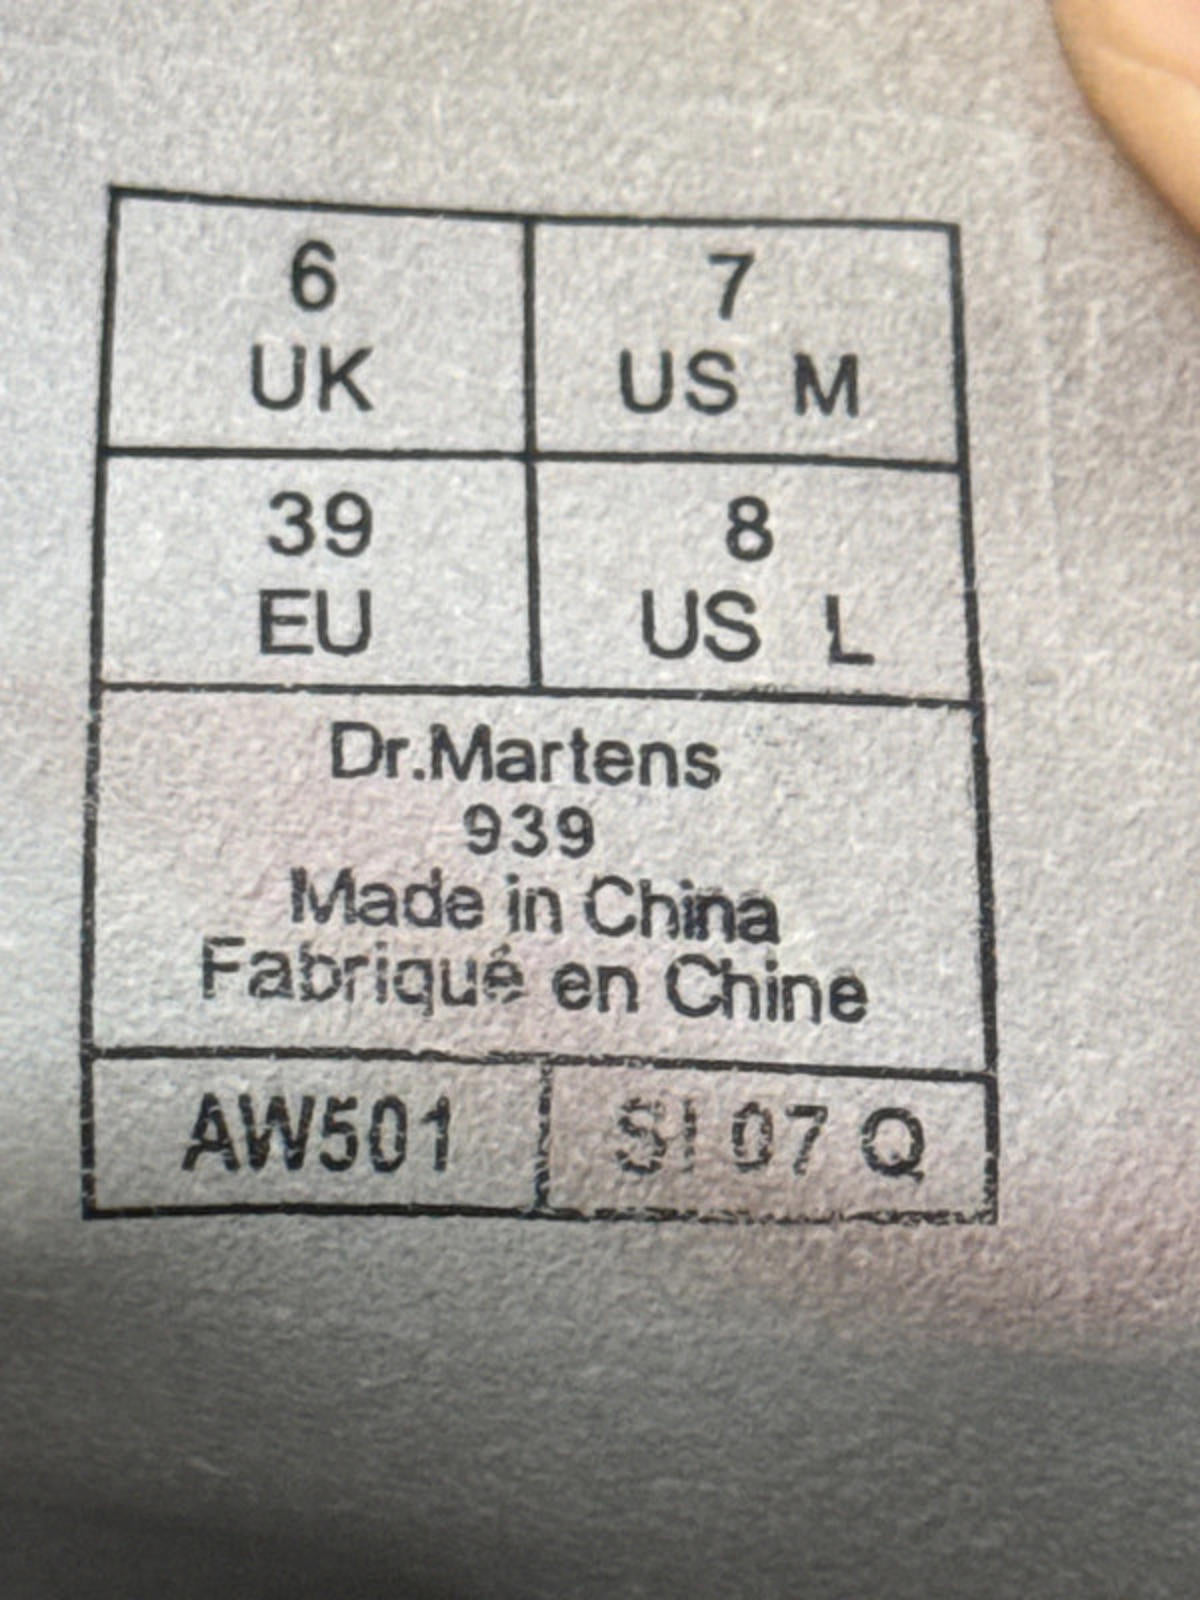 6
UK
7
US M
39
EU
8
US L
Dr.Martens
939
Made in China
Fabriqué en Chine
AW501
SI 07 Q